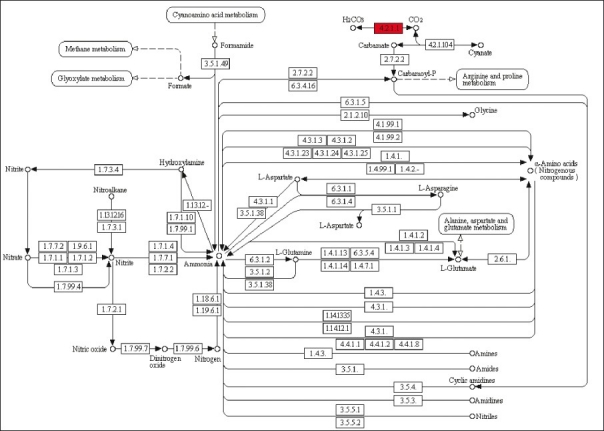 Cyanoamino acid metabolism
H2CO3
4.2.1.1
CO2
Methane metabolism
Formamide
Carbamate
4.2.1.104
Cyanate
3.5.1.49
2.7.2.2
Glyoxylate metabolism
Formate
2.7.2.2
6.3.4.16
Carbamoyl-P
Arginine and proline
metabolism
6.3.1.5
2.1.2.10
Glycine
4.1.99.1
4.1.99.2
4.3.1.3
4.3.1.2
4.3.1.23
4.3.1.24
4.3.1.25
1.4.1.
1.4.99.1
1.4.2.-
α-Amino acids
( Nitrogenous
compounds )
Nitrite
1.7.3.4
Hydroxylamine
L-Aspartate
Nitroalkane
1.13.12.-
4.3.1.1
3.5.1.38
6.3.1.1
6.3.1.4
L-Asparagine
1.13.12.16
1.7.3.1
1.7.1.10
1.7.99.1
3.5.1.1
L-Aspartate
Alanine, aspartate and
glutamate metabolism
1.7.7.2
1.9.6.1
1.7.1.1
1.7.1.2
1.7.1.3
1.7.99.4
Nitrate
Nitrite
1.7.1.4
1.7.7.1
1.7.2.2
Ammonia
6.3.1.2
3.5.1.2
3.5.1.38
L-Glutamine
1.4.1.13
6.3.5.4
1.4.1.14
1.4.7.1
1.4.1.2
1.4.1.3
1.4.1.4
L-Glutamate
2.6.1.
1.4.3.
4.3.1.
1.18.6.1
1.19.6.1
1.7.2.1
1.14.12.1
4.3.1.
4.4.1.1
4.4.1.2
4.4.1.8
Nitric oxide
1.7.99.7
Dinitrogen
oxide
1.7.99.6
Nitrogen
1.4.3.
Amines
3.5.1.
Amides
Cyclic amidines
3.5.4.
3.5.3.
Amidines
3.5.5.1
3.5.5.2
Nitriles